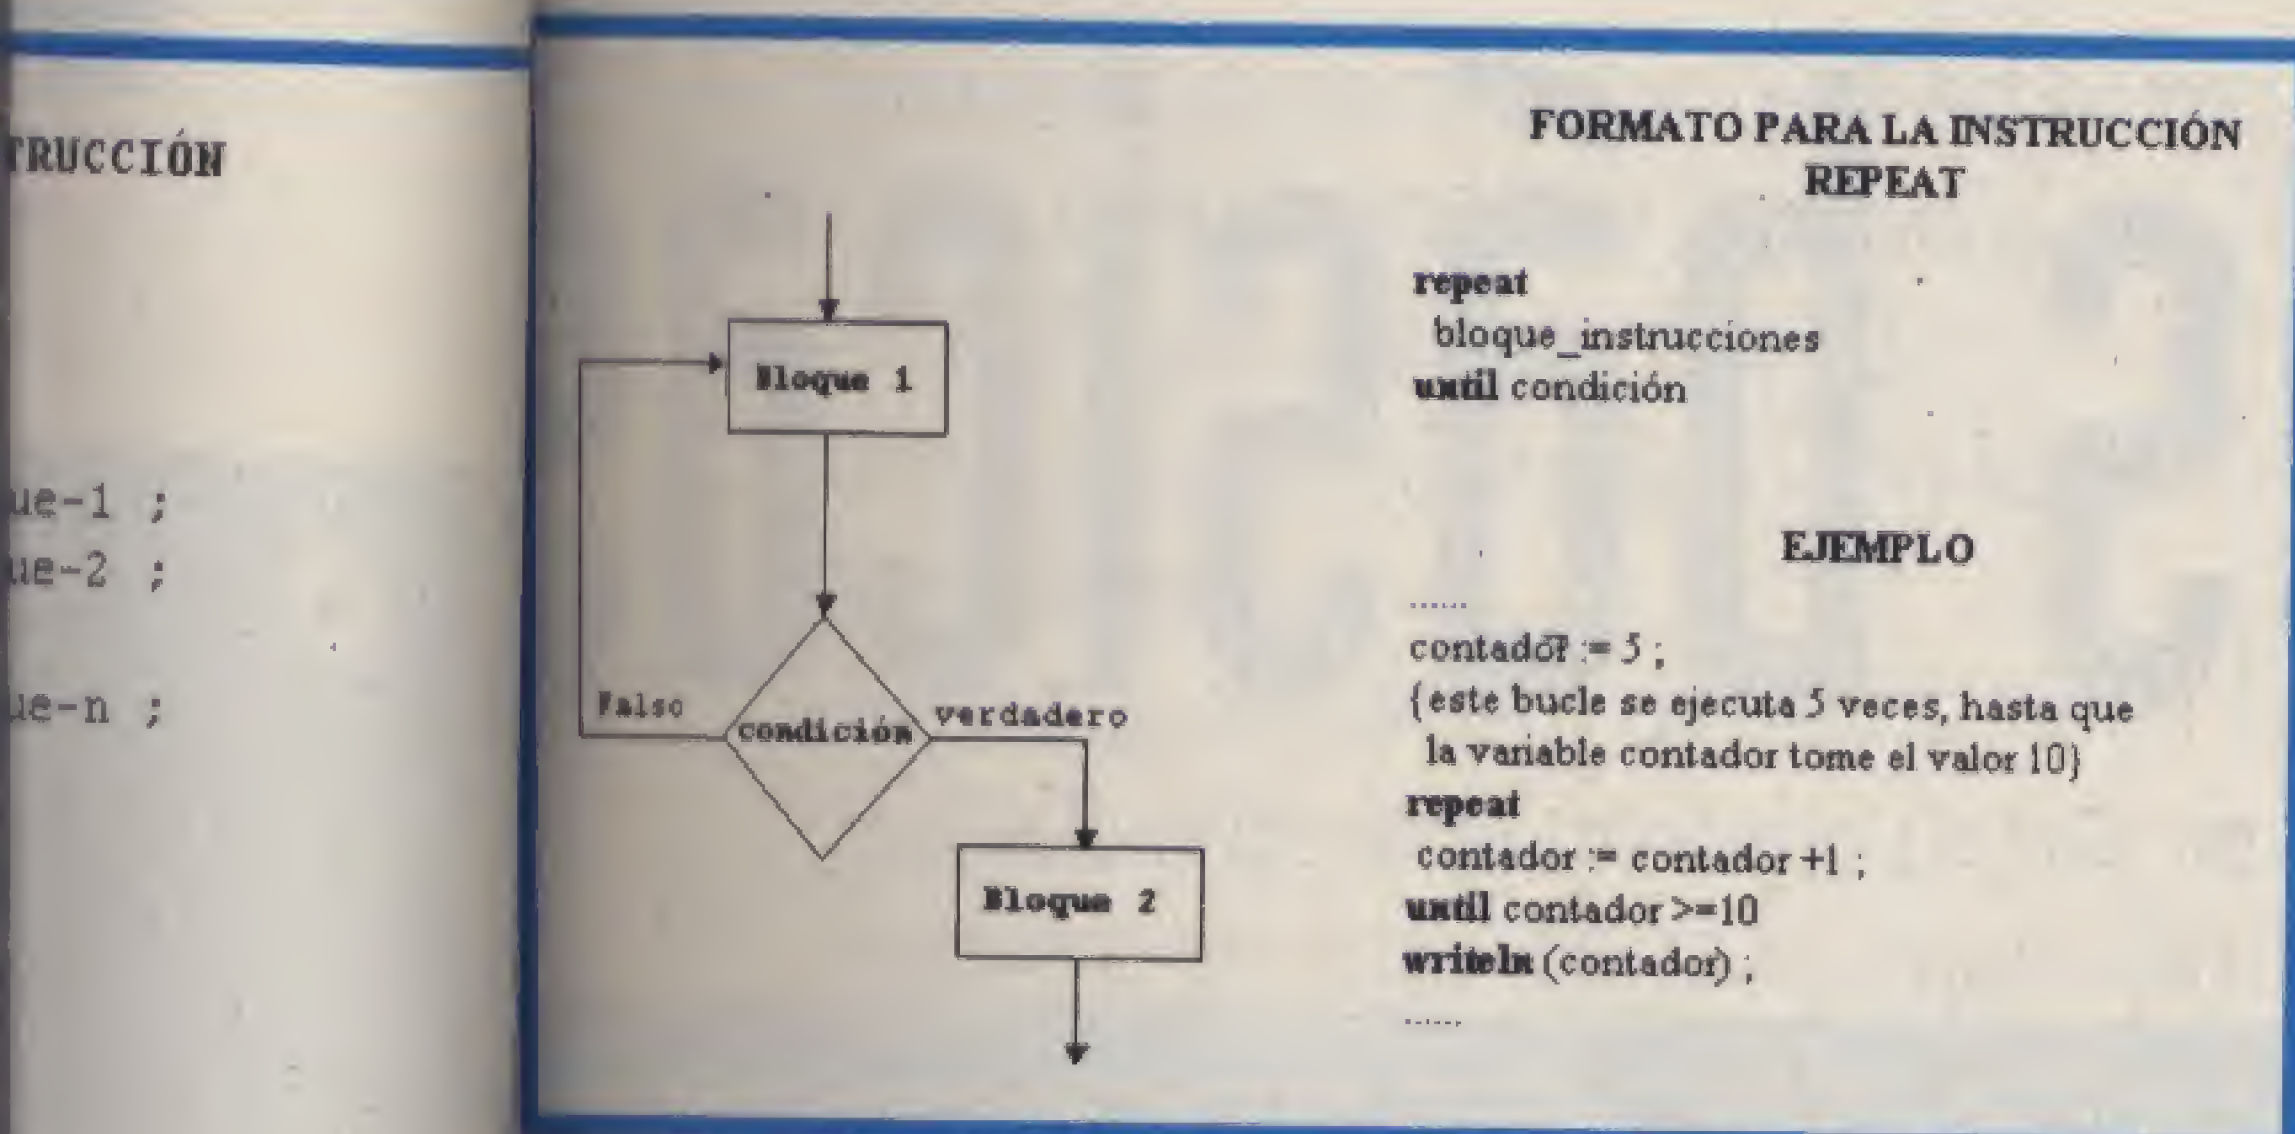 TRUCCIÓN
ue-1 ;
ue-2 ;
ue-n ;
FORMATO PARA LA INSTRUCCIÓN
REPEAT
repeat
bloque_instrucciones
until condición
EJEMPLO
......
contador := 5 ;
{este bucle se ejecuta 5 veces, hasta que
la variable contador tome el valor 10}
repeat
contador := contador +1 ;
until contador >=10
writeln (contador) ;
......
Bloque 1
Falso
condición
verdadero
Bloque 2